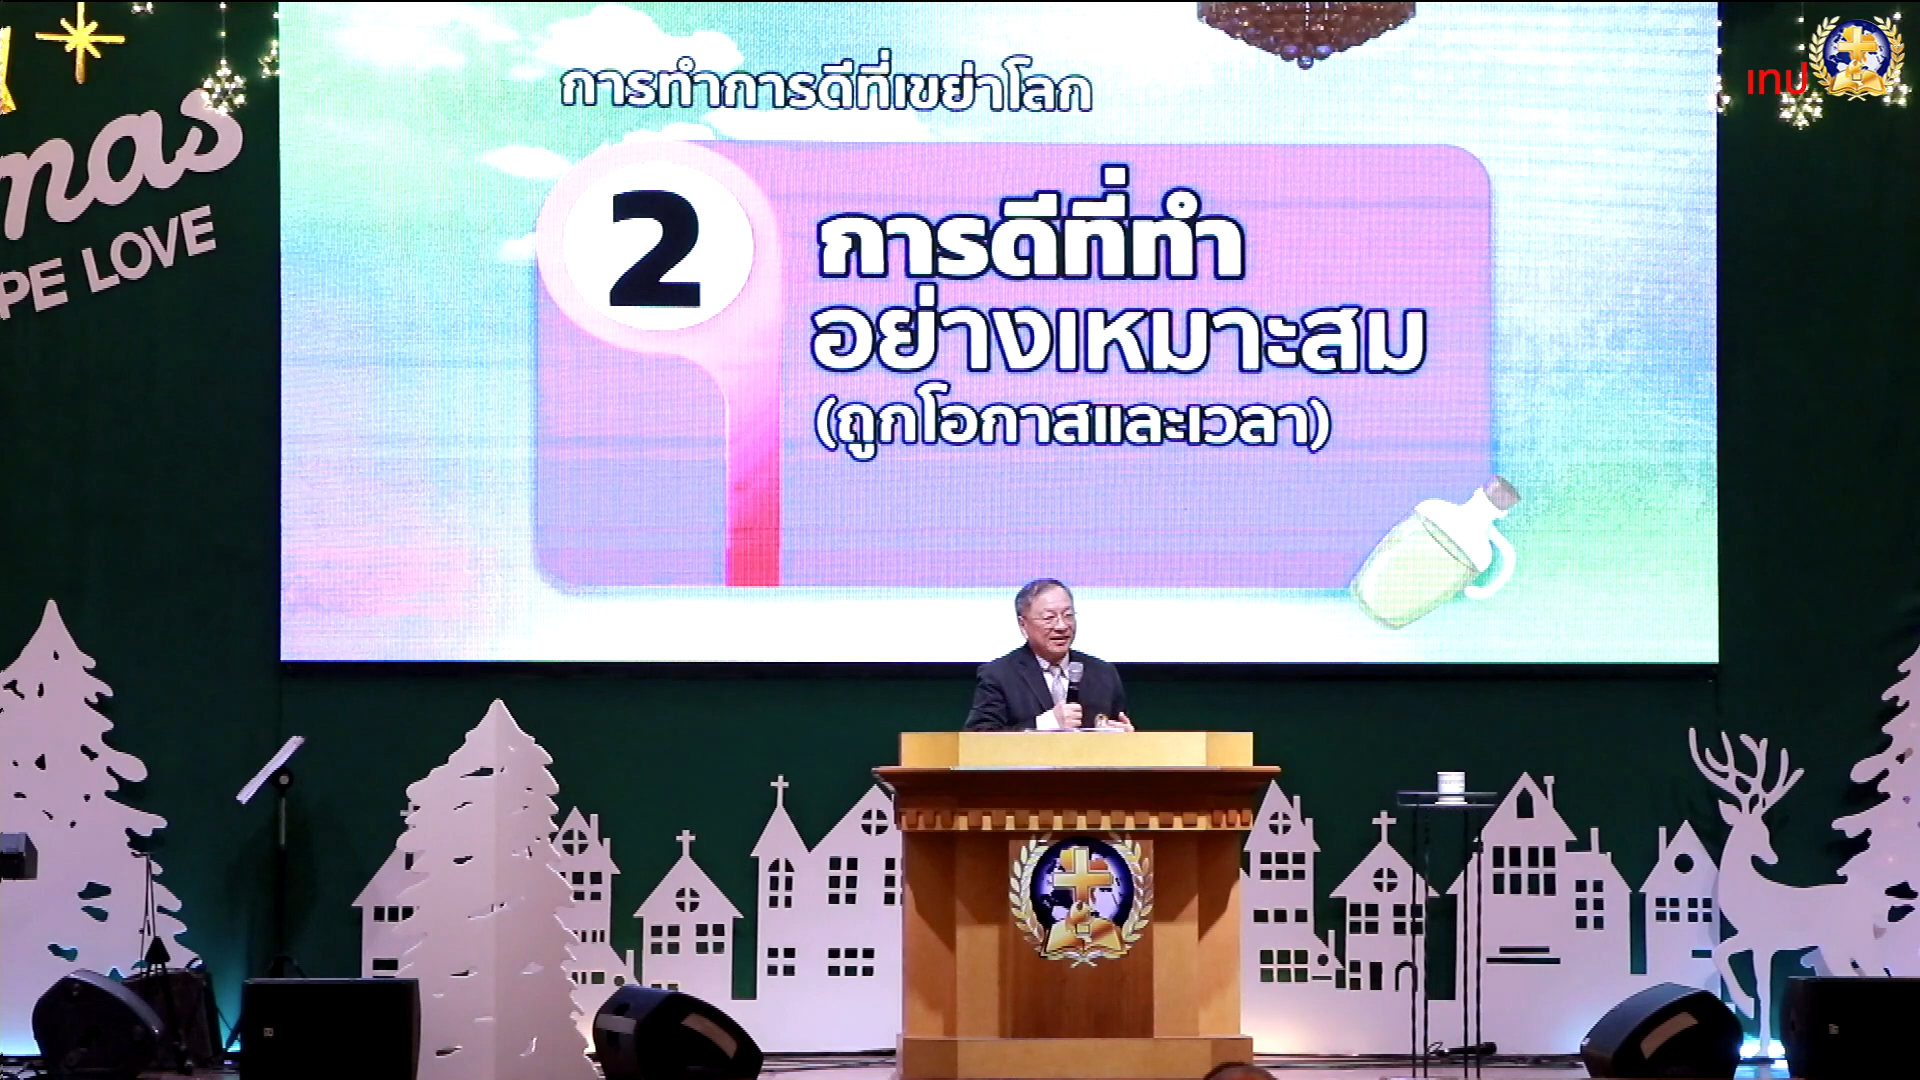 การทำการดีที่เขย่าโลก
เทป
2
การดีที่ทำ
อย่างเหมาะสม
(ถูกโอกาสและเวลา)
mas
PE LOVE